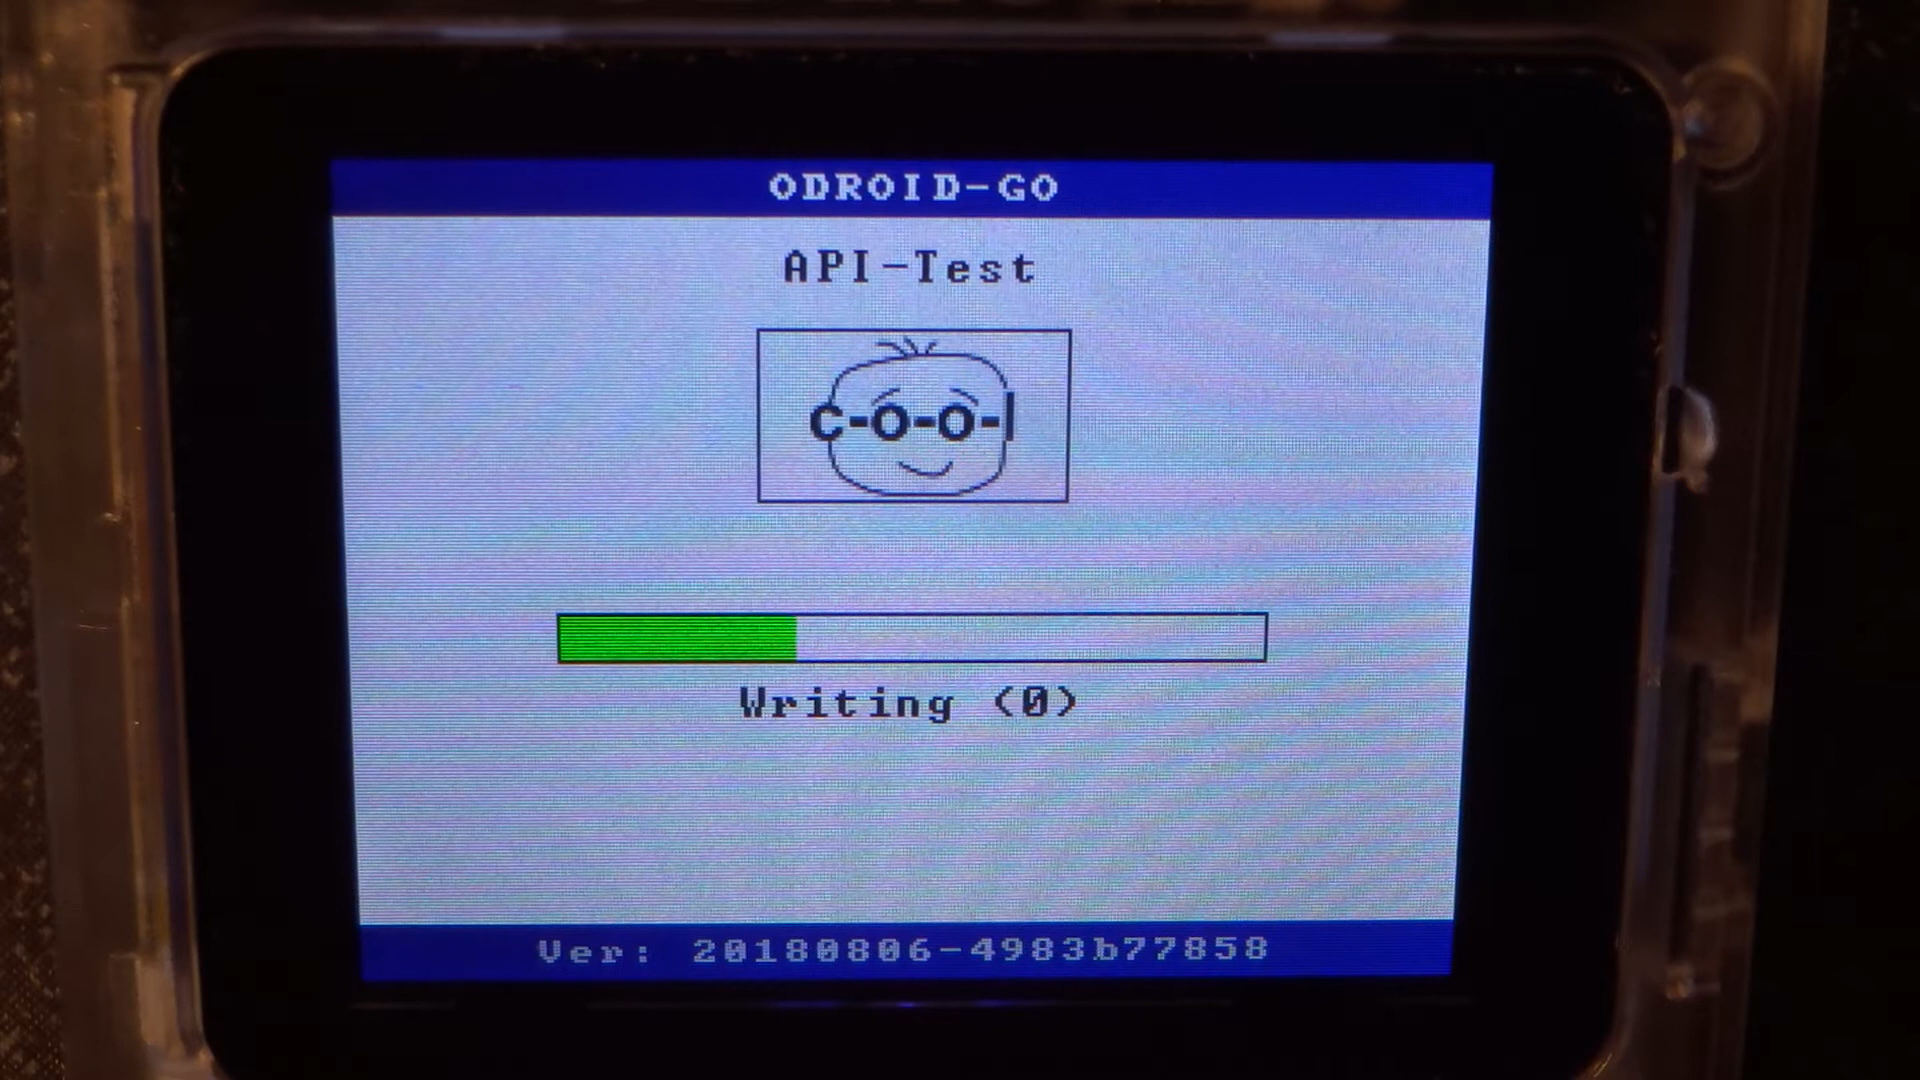 ODROID-GO
API-Test
c-o-o-l
Writing (0)
Ver: 20180806-4983b77858